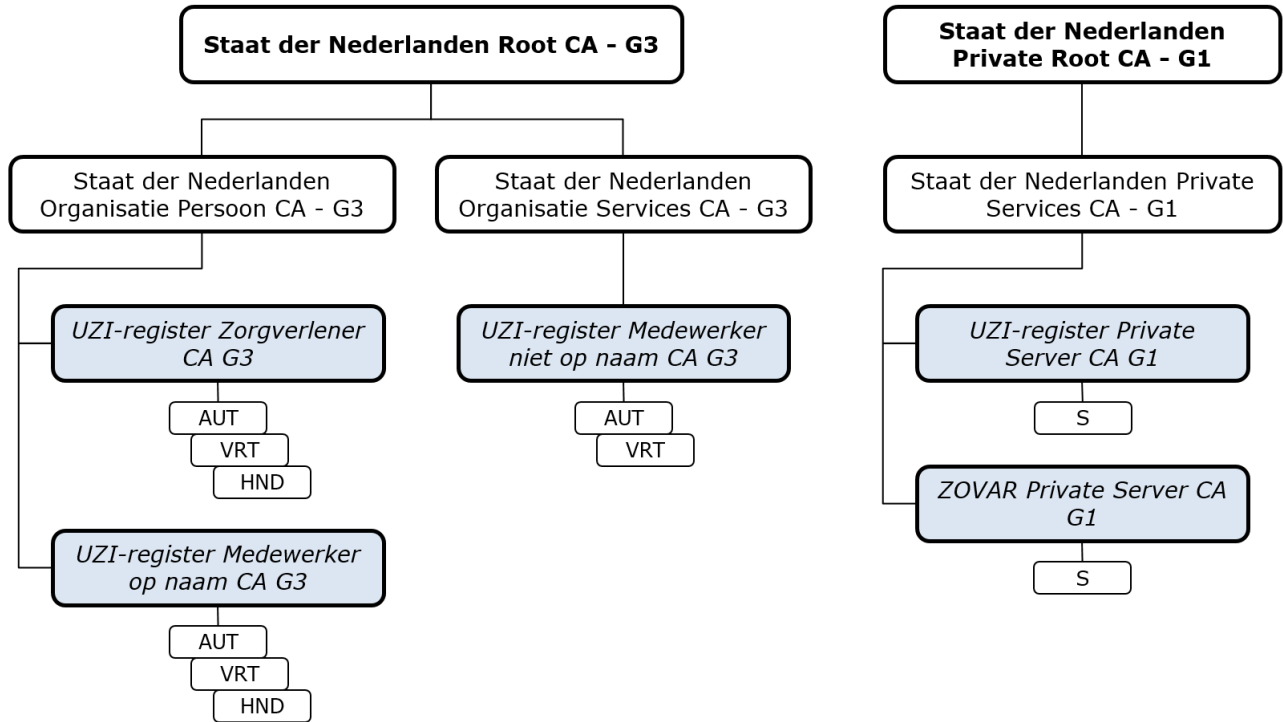 Staat der Nederlanden Root CA - G3
Staat der Nederlanden
Private Root CA - G1
Staat der Nederlanden
Organisatie Persoon CA - G3
Staat der Nederlanden
Organisatie Services CA - G3
Staat der Nederlanden Private
Services CA - G1
UZI-register Zorgverlener
CA G3
AUT
VRT
HND
UZI-register Medewerker
niet op naam CA G3
AUT
VRT
UZI-register Private
Server CA G1
S
ZOVAR Private Server CA
G1
S
UZI-register Medewerker
op naam CA G3
AUT
VRT
HND